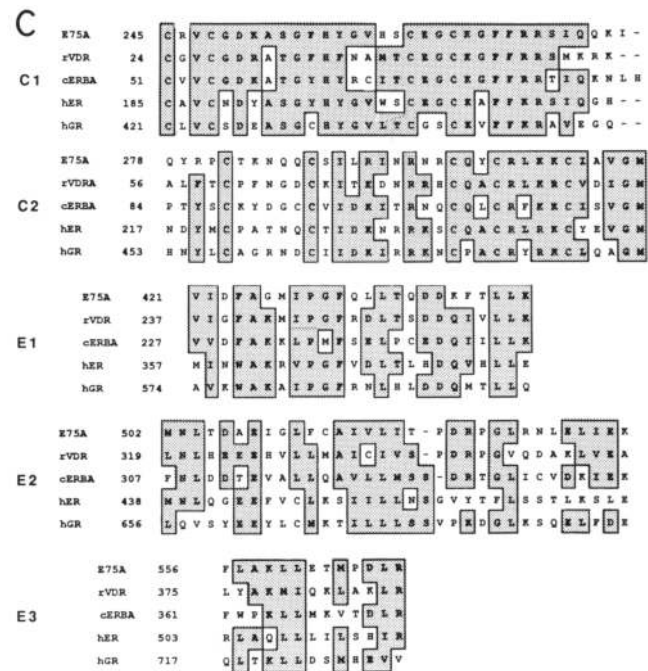 C
E75A 245 C R V C G D K A S G F H Y G V H S C E G C K G F F R R S I Q Q K I -
rVDR 24 C G V C G D R A T G F H F N A M T C E G C K G F F R R S M K R K -
C1 cERBA 51 C V V C G D K A T G Y H Y R C I T C E G C K G F F R R T I Q K N L H
hER 185 C A V C N D Y A S G Y H Y G V W S C E G C K A F F K R S I Q G H - -
hGR 421 C L V C S D E A S G C H Y G V L T C G S C K V F F K R A V E G Q - -
E75A 278 Q Y R P C T K N Q Q C S I L R I N R N R C Q Y C R L K K C I A V G M
rVDRA 56 A L F T C P F N G D C K I T K D N R R H C Q A C R L K R C V D I G M
C2 cERBA 84 P T Y S C K Y D G C C V I D K I T R N Q C Q L C R F K K C I S V G M
hER 217 N D Y M C P A T N Q C T I D K N R R K S C Q A C R L R K C Y E V G M
hGR 453 H N Y L C A G R N D C I I D K I R R K N C P A C R Y R K C L Q A G M
E75A 421 V I D F A G M I P G F Q L L T Q D D K F T L L K
rVDR 237 V I G F A K M I P G F R D L T S D D Q I V L L K
E1 cERBA 227 V V D F A K K L P M F S E L P C E D Q I I L L K
hER 357 M I N W A K R V P G F V D L T L H D Q V H L L E
hGR 574 A V K W A K A I P G F R N L H L D D Q M T L L Q
E75A 502 M N L T D A E I G L F C A I V L I T - P D R P G L R N L E L I E K
rVDR 319 L N L H E E E H V L L M A I C I V S - P D R P G V Q D A K L V E A
E2 cERBA 307 F N L D D T E V A L L Q A V L L M S S - D R T G L I C V D K I E K
hER 438 M N L Q G E E F V C L K S I I L L N S G V Y T F L S S T L K S L E
hGR 656 L Q V S Y E E Y L C M K T L L L L S S V P K D G L K S Q E L F D E
E75A 556 F L A K L L E T M P D L R
rVDR 375 L Y A K M I Q K L A K L R
E3 cERBA 361 F W P K L L M K V T D L R
hER 503 R L A Q L L L I L S H I R
hGR 717 Q L T K L L D S M H E V V